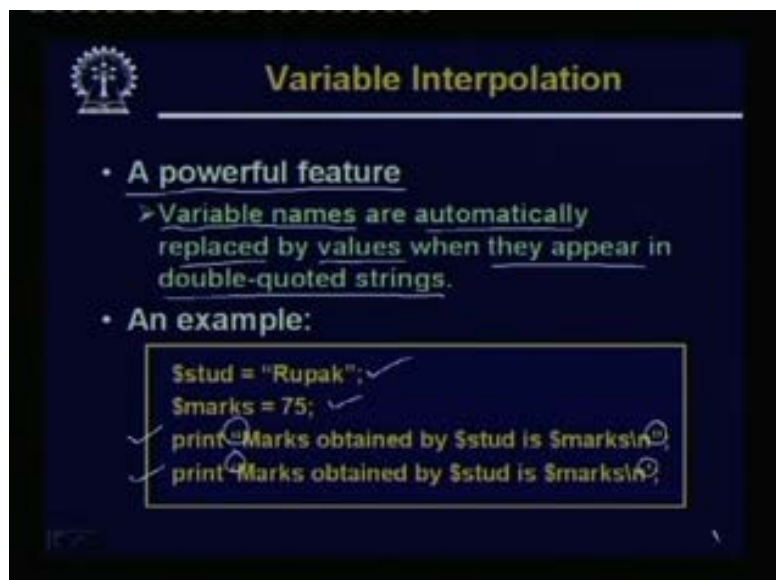 Variable Interpolation
• A powerful feature
➢Variable names are automatically
replaced by values when they appear in
double-quoted strings.
• An example:
$stud = “Rupak”;
$marks = 75;
print “Marks obtained by $stud is $marks\n”;
print ‘Marks obtained by $stud is $marks\n’;